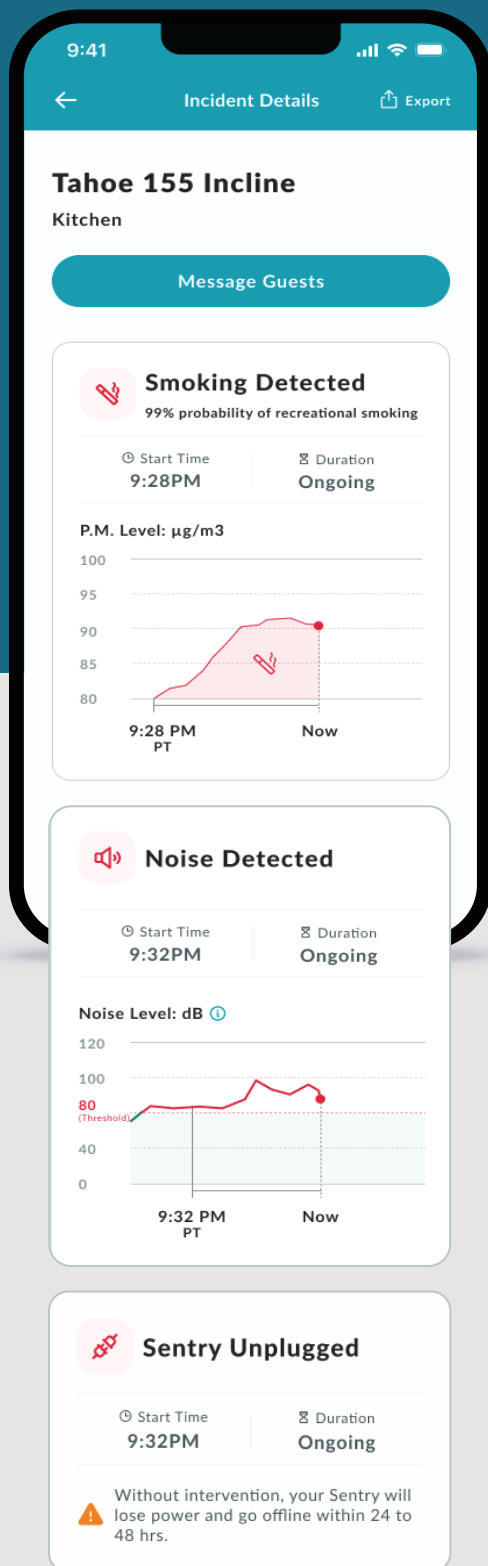 9:41
Incident Details
Export
Tahoe 155 Incline
Kitchen
Message Guests
Smoking Detected
99% probability of recreational smoking
Start Time
Duration
9:28PM
Ongoing
P.M. Level: µg/m3
100
95
90
85
80
9:28 PM
Now
PT
Noise Detected
Start Time
Duration
9:32PM
Ongoing
Noise Level: dB
120
100
80
(Threshold)
40
0
9:32 PM
Now
PT
Sentry Unplugged
Start Time
Duration
9:32PM
Ongoing
Without intervention, your Sentry will
lose power and go offline within 24 to
48 hrs.